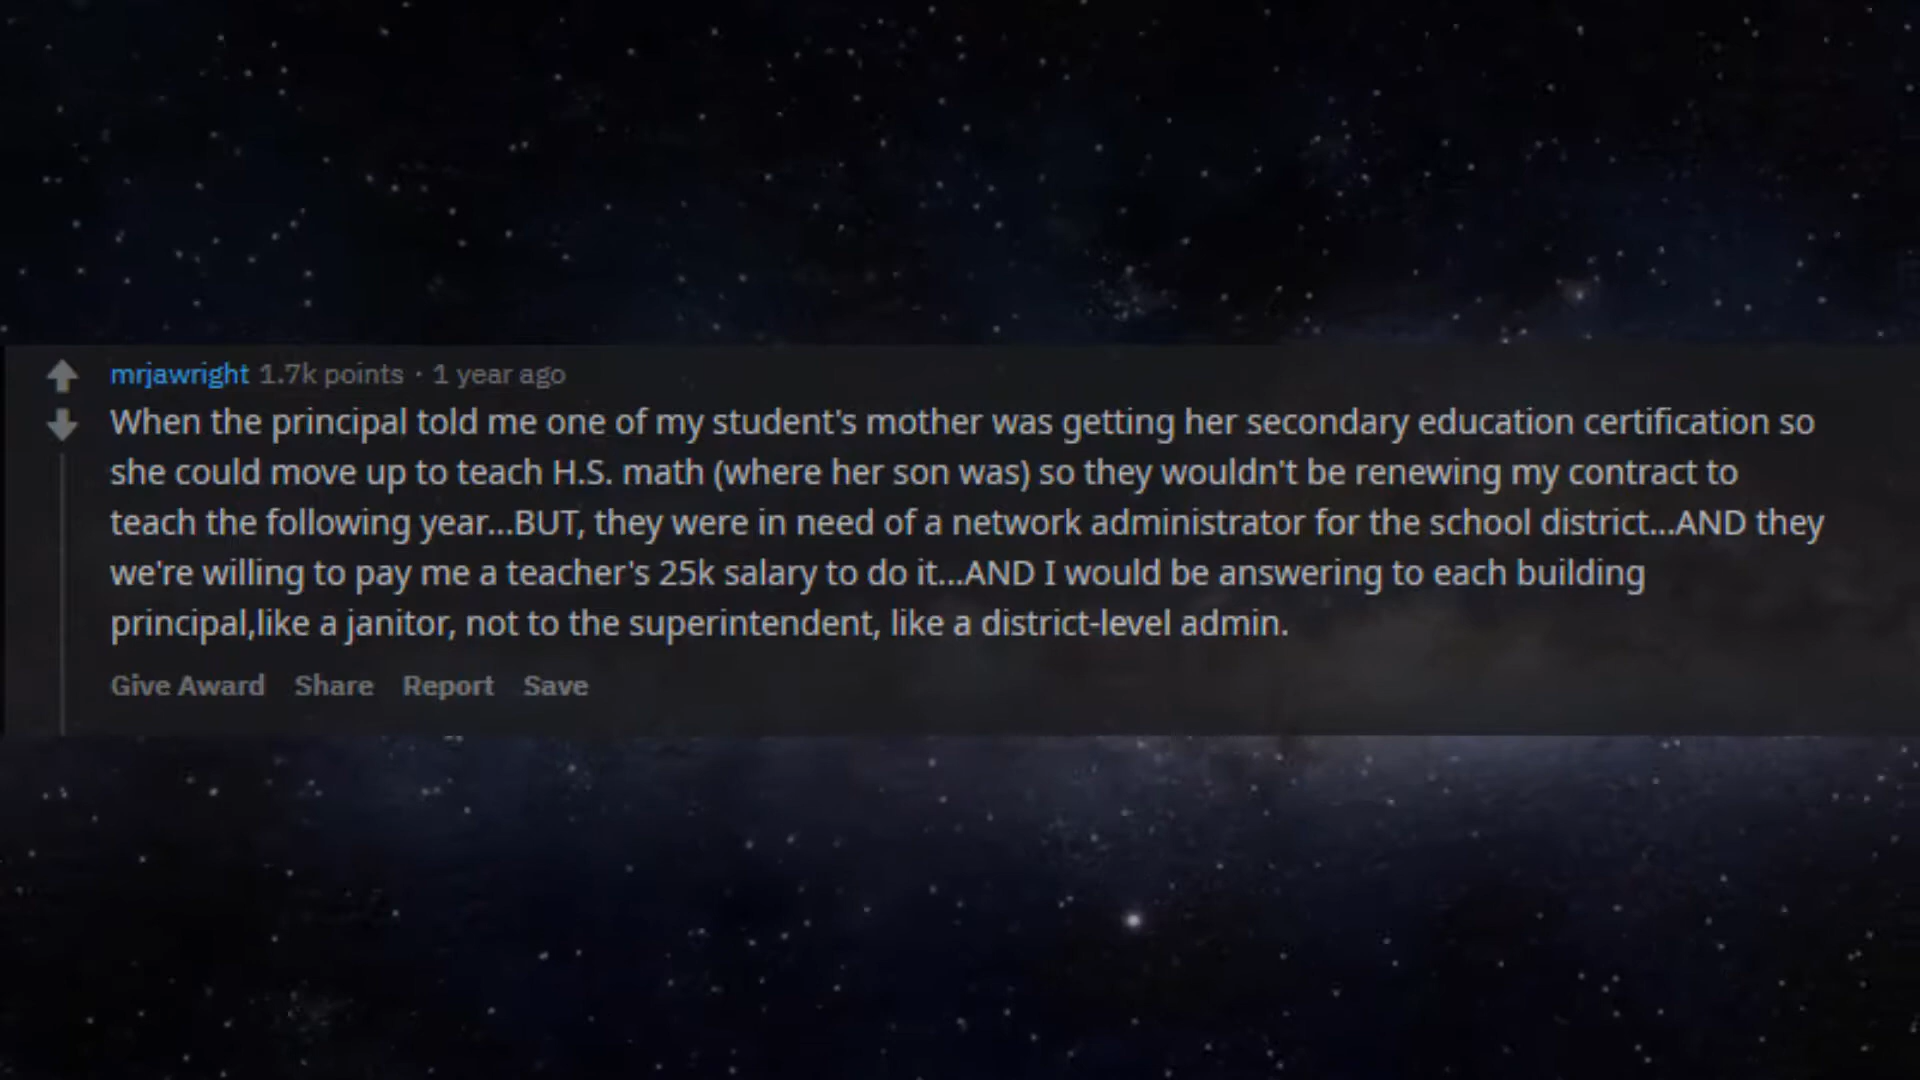 mrjawright 1.7k points · 1 year ago
When the principal told me one of my student's mother was getting her secondary education certification so
she could move up to teach H.S. math (where her son was) so they wouldn't be renewing my contract to
teach the following year...BUT, they were in need of a network administrator for the school district...AND they
we're willing to pay me a teacher's 25k salary to do it...AND I would be answering to each building
principal,like a janitor, not to the superintendent, like a district-level admin.
Give Award Share Report Save